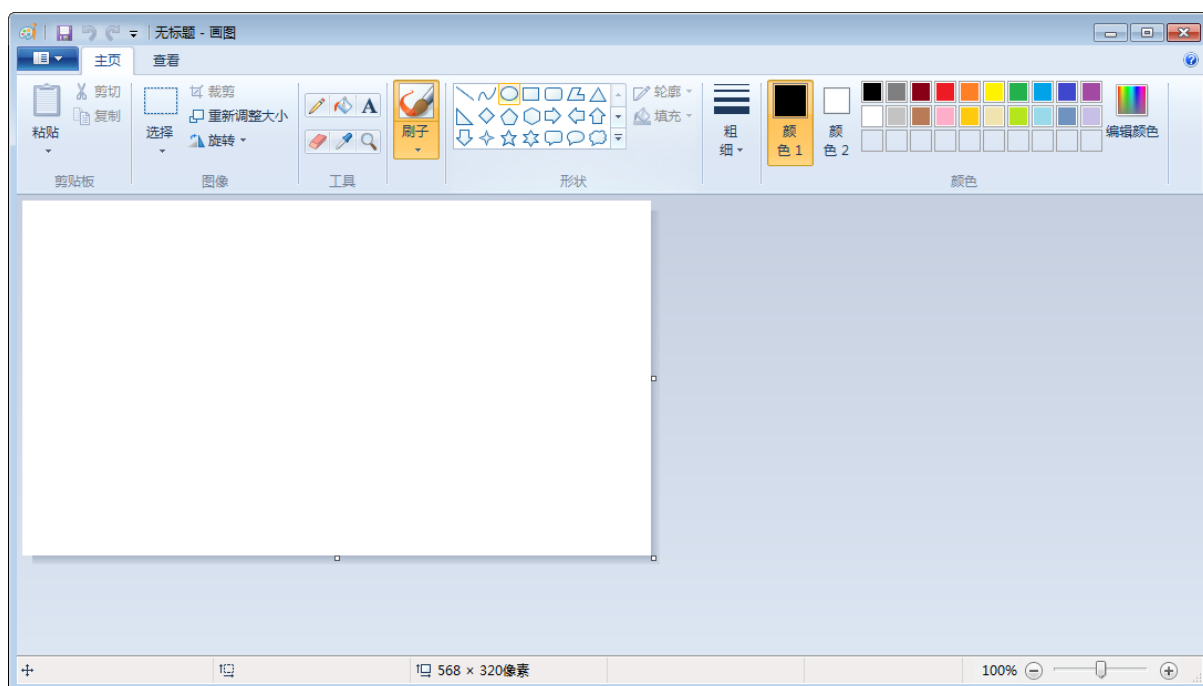 无标题 - 画图
主页 查看
粘贴
剪切
复制
剪贴板
选择
裁剪
重新调整大小
旋转
图像
A
工具
刷子
形状
轮廓
填充
粗
细
颜
色 1
颜
色 2
编辑颜色
颜色
568 × 320像素
100%